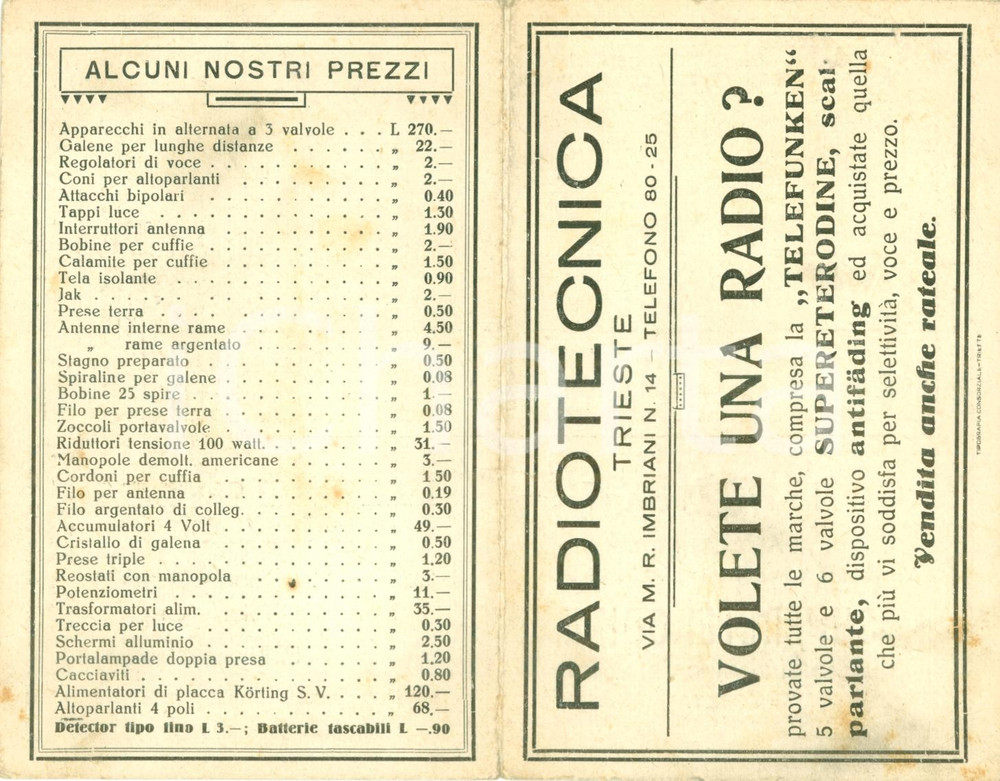 ALCUNI NOSTRI PREZZI
Apparecchi in alternata a 3 valvole . . . L 270.—
Galene per lunghe distanze . . . . . . „ 22.—
Regolatori di voce . . . . . . . . . . „ 2.—
Coni per altoparlanti . . . . . . . . . „ 2.—
Attacchi bipolari . . . . . . . . . . . „ 0.40
Tappi luce . . . . . . . . . . . . . „ 1.30
Interruttori antenna . . . . . . . . . . „ 1.90
Bobine per cuffie . . . . . . . . . . . „ 2.—
Calamite per cuffie . . . . . . . . . . „ 1.50
Tela isolante . . . . . . . . . . . . „ 0.90
Jak . . . . . . . . . . . . . . . . „ 2.—
Prese terra . . . . . . . . . . . . . „ 0.50
Antenne interne rame . . . . . . . . . „ 4.50
„ rame argentato . . . . . . . . „ 9.—
Stagno preparato . . . . . . . . . . . „ 0.50
Spiraline per galene . . . . . . . . . . „ 0.08
Bobine 25 spire . . . . . . . . . . . „ 1.—
Filo per prese terra . . . . . . . . . . „ 0.08
Zoccoli portavalvole . . . . . . . . . . „ 1.50
Riduttori tensione 100 watt. . . . . . . . „ 31.—
Manopole demolt. americane . . . . . . „ 3.—
Cordoni per cuffia . . . . . . . . . . „ 1 50
Filo per antenna . . . . . . . . . . . „ 0.19
Filo argentato di colleg. . . . . . . . . „ 0.30
Accumulatori 4 Volt . . . . . . . . . . „ 49.—
Cristallo di galena . . . . . . . . . . „ 0.50
Prese triple . . . . . . . . . . . . . „ 1.20
Reostati con manopola . . . . . . . . „ 3.—
Potenziometri . . . . . . . . . . . . „ 11.—
Trasformatori alim. . . . . . . . . . . „ 35.—
Treccia per luce . . . . . . . . . . . „ 0.30
Schermi alluminio . . . . . . . . . . . „ 2,50
Portalampade doppia presa . . . . . . . „ 1,20
Cacciaviti . . . . . . . . . . . . . . „ 0.80
Alimentatori di placca Körting S. V. . . . . „ 120.—
Altoparlanti 4 poli . . . . . . . . . . „ 68.—
Detector tipo fino L 3.—; Batterie tascabili L —.90
RADIOTECNICA
TRIESTE
VIA M. R. IMBRIANI N. 14 — TELEFONO 80 - 25
VOLETE UNA RADIO?
provate tutte le marche, compresa la „TELEFUNKEN“
5 valvole e 6 valvole SUPERETERODINE, scal
parlante, dispositivo antifäding ed acquistate quella
che più vi soddisfa per selettività, voce e prezzo.
Vendita anche rateale.
TIPOGRAFIA CONSORZIALE-TRIESTE